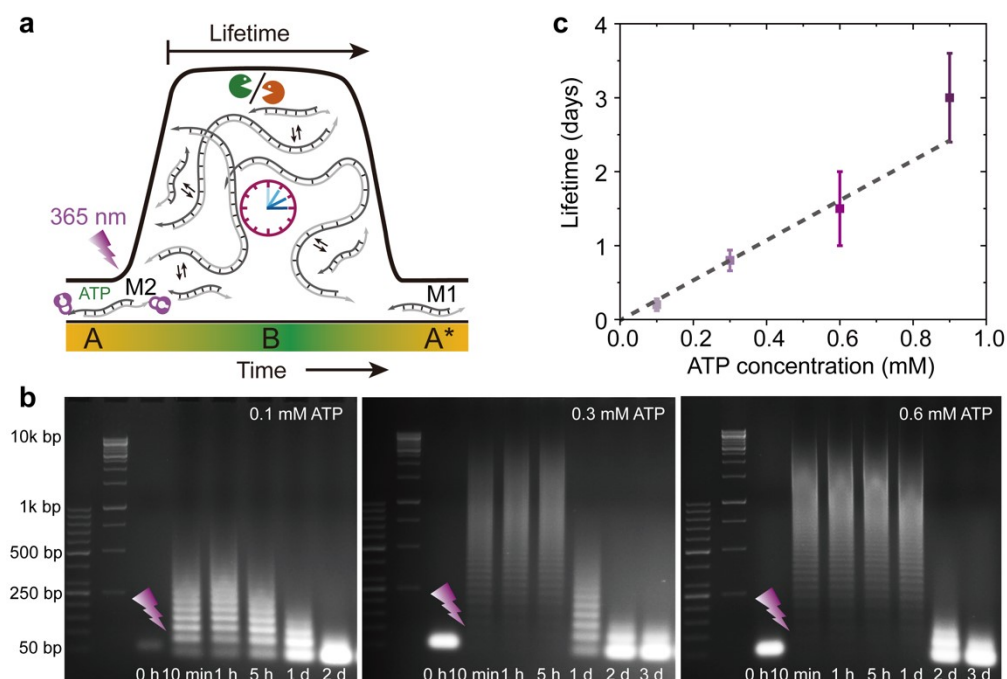 a
Lifetime
365 nm
ATP
M2
M1
A
B
A*
Time
c
Lifetime (days)
4
3
2
1
0
0.0 0.2 0.4 0.6 0.8 1.0
ATP concentration (mM)
b
0.1 mM ATP
0.3 mM ATP
0.6 mM ATP
10k bp
1k bp
500 bp
250 bp
50 bp
0 h 10 min 1 h 5 h 1 d 2 d
0 h 10 min 1 h 5 h 1 d 2 d 3 d
0 h 10 min 1 h 5 h 1 d 2 d 3 d